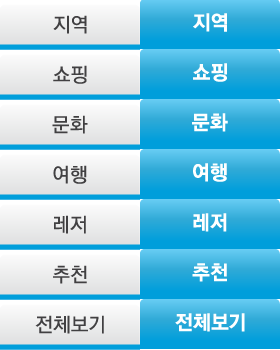 지역 지역
쇼핑 쇼핑
문화 문화
여행 여행
레저 레저
추천 추천
전체보기 전체보기